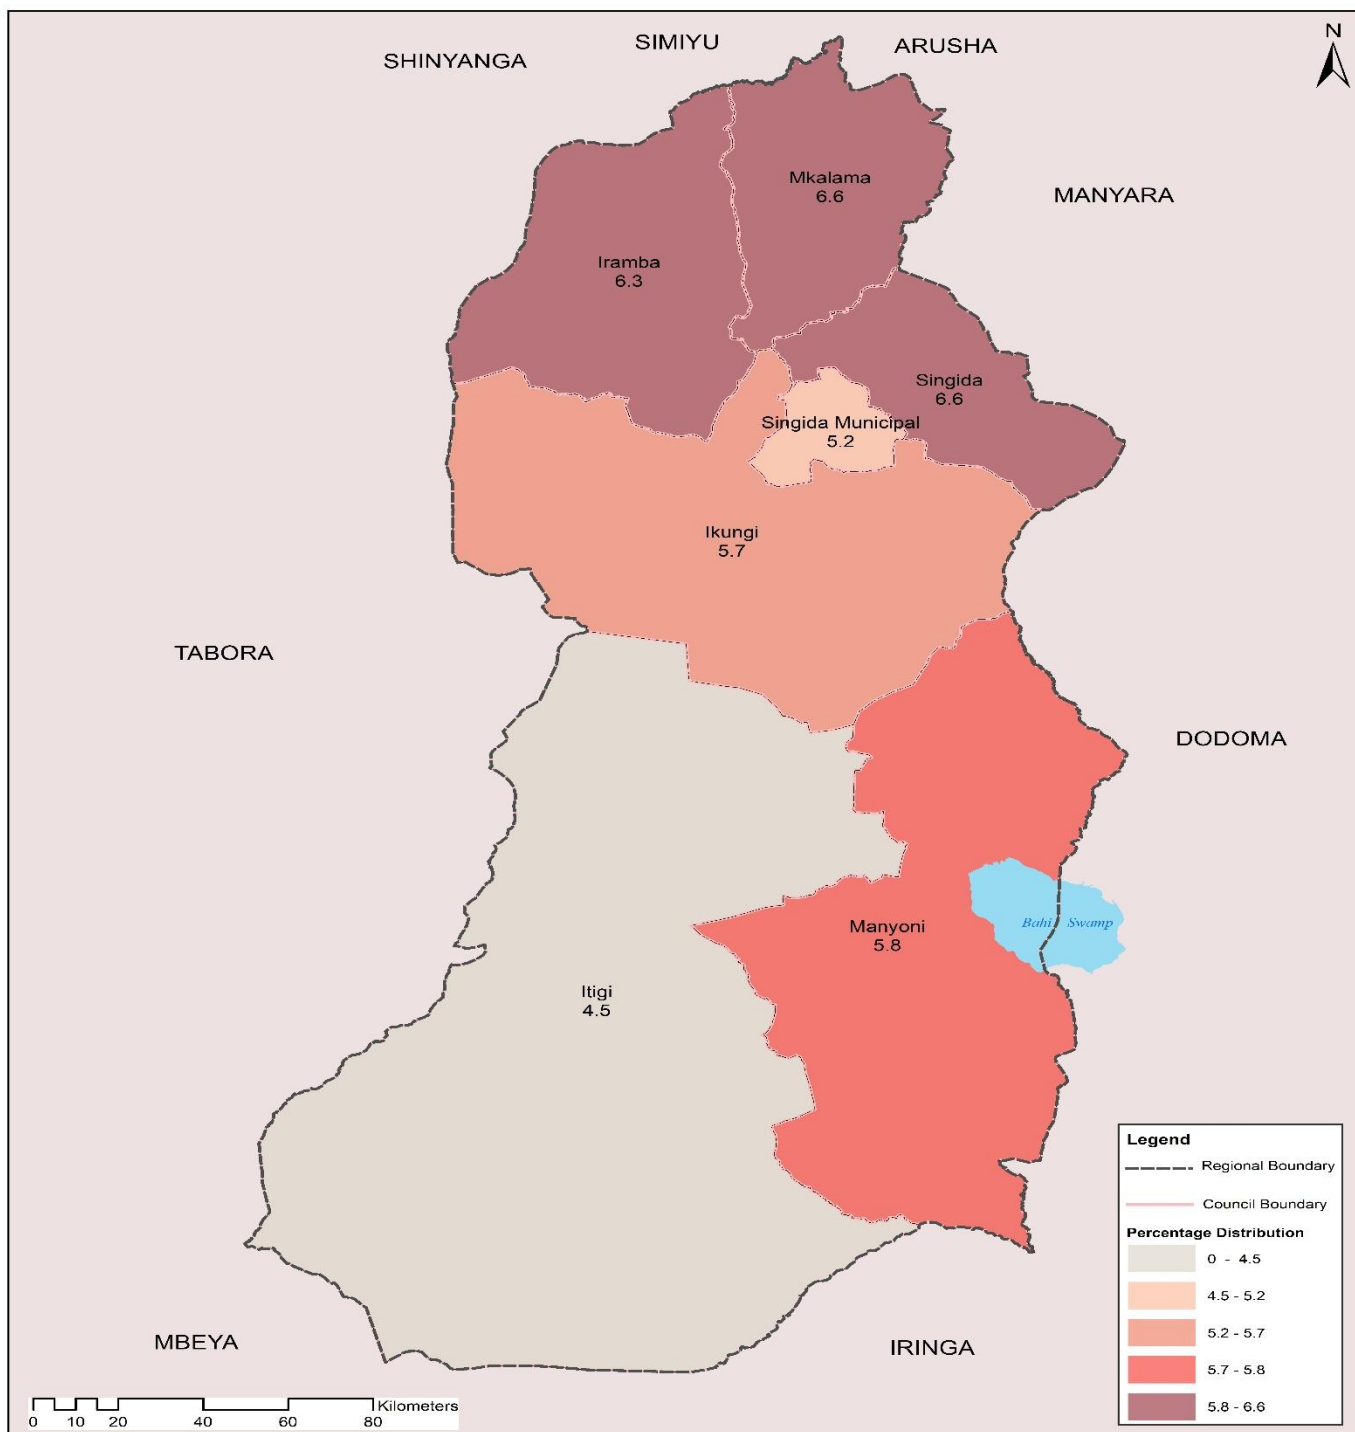 SHINYANGA
SIMIYU
ARUSHA
N
MANYARA
Mkalama
6.6
Iramba
6.3
Singida
6.6
Singida Municipal
5.2
Ikungi
5.7
TABORA
DODOMA
Manyoni
5.8
Bahi Swamp
Itigi
4.5
MBEYA
IRINGA
Legend
Regional Boundary
Council Boundary
Percentage Distribution
0 - 4.5
4.5 - 5.2
5.2 - 5.7
5.7 - 5.8
5.8 - 6.6
Kilometers
0 10 20 40 60 80